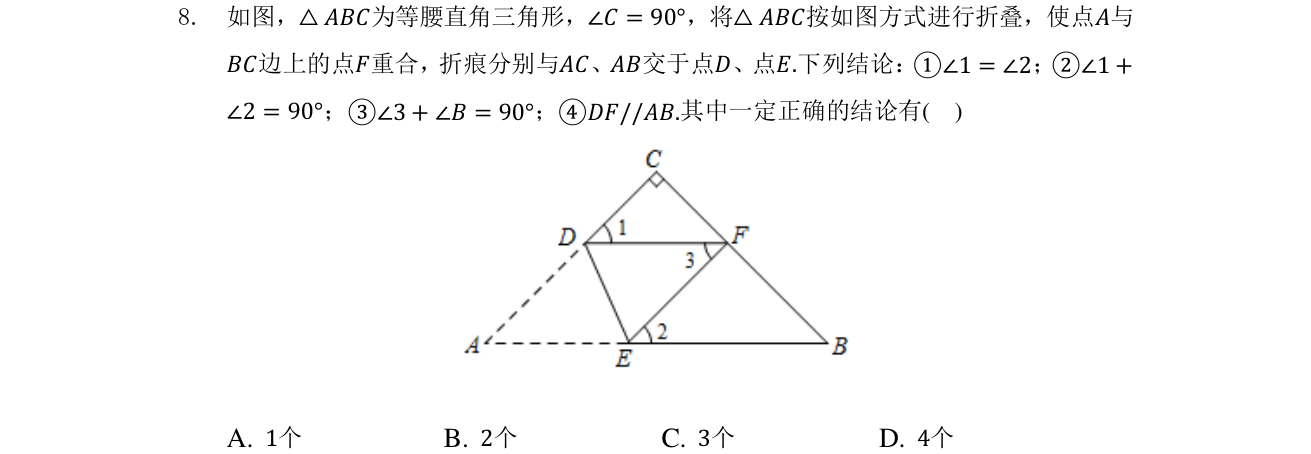 8. 如图，△ ABC为等腰直角三角形，∠C = 90°，将△ ABC按如图方式进行折叠，使点A与
BC边上的点F重合，折痕分别与AC、AB交于点D、点E.下列结论：①∠1 = ∠2；②∠1 +
∠2 = 90°；③∠3 + ∠B = 90°；④DF//AB.其中一定正确的结论有( )
C
D 1 F
3
A 2 B
E
A. 1个 B. 2个 C. 3个 D. 4个